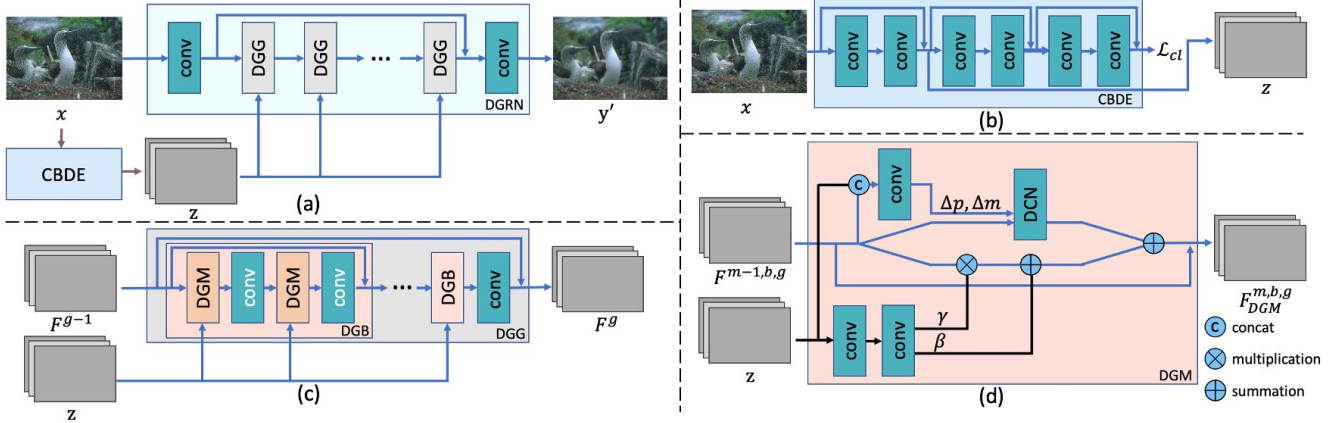 conv
DGG
DGG
...
DGG
conv
DGRN
x
y′
CBDE
z
(a)
conv
conv
conv
conv
conv
conv
ℒ_cl
CBDE
x
z
(b)
F^{g-1}
DGM
conv
DGM
conv
DGB
...
DGB
conv
DGG
F^g
z
(c)
C
conv
Δp, Δm
DCN
F^{m-1,b,g}
F_{DGM}^{m,b,g}
conv
conv
γ
β
z
DGM
C concat
multiplication
summation
(d)